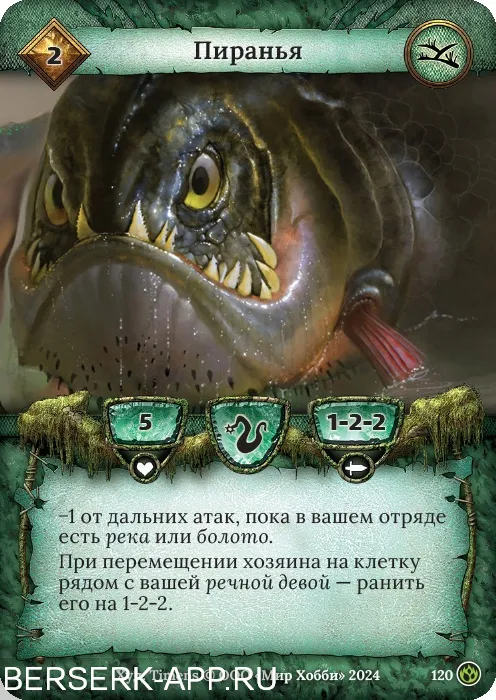 2
Пиранья
5
1-2-2
–1 от дальних атак, пока в вашем отряде
есть река или болото.
При перемещении хозяина на клетку
рядом с вашей речной девой — ранить
его на 1-2-2.
© ООО «Мир Хобби» 2024
120
BERSERK-APP.RU